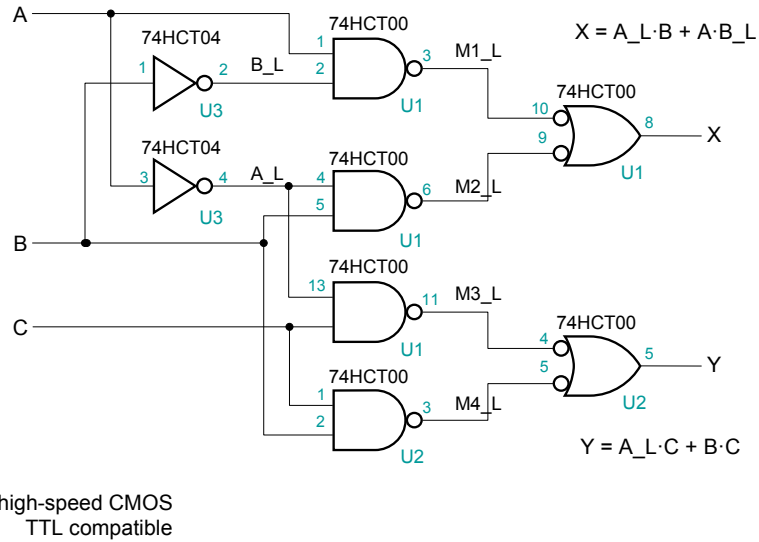 A
74HCT04
1
2
B_L
U3
74HCT00
1
2
3
M1_L
U1
X = A_L·B + A·B_L
74HCT00
10
9
8
X
U1
74HCT04
3
4
A_L
U3
74HCT00
4
5
6
M2_L
U1
B
74HCT00
13
11
M3_L
U1
C
74HCT00
4
5
5
Y
U2
74HCT00
1
2
3
M4_L
U2
Y = A_L·C + B·C
high-speed CMOS
TTL compatible